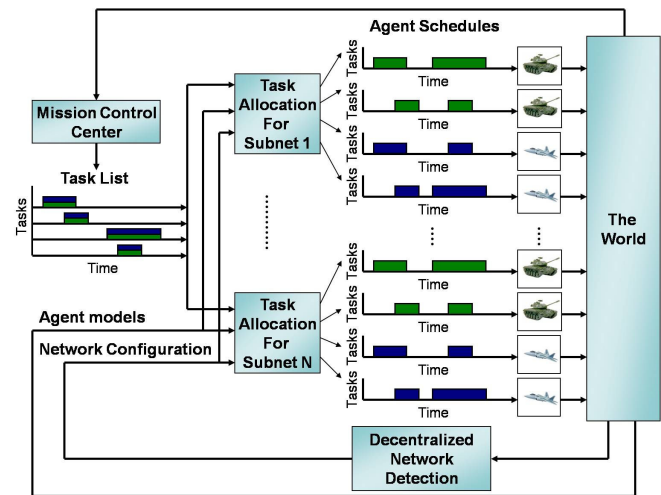 Agent Schedules
Mission Control
Center
Task List
Tasks
Time
Agent models
Network Configuration
Task
Allocation
For
Subnet 1
Task
Allocation
For
Subnet N
Tasks
Time
Tasks
Time
Tasks
Time
Tasks
Time
Tasks
Time
Tasks
Time
Tasks
Time
Tasks
Time
The
World
Decentralized
Network
Detection